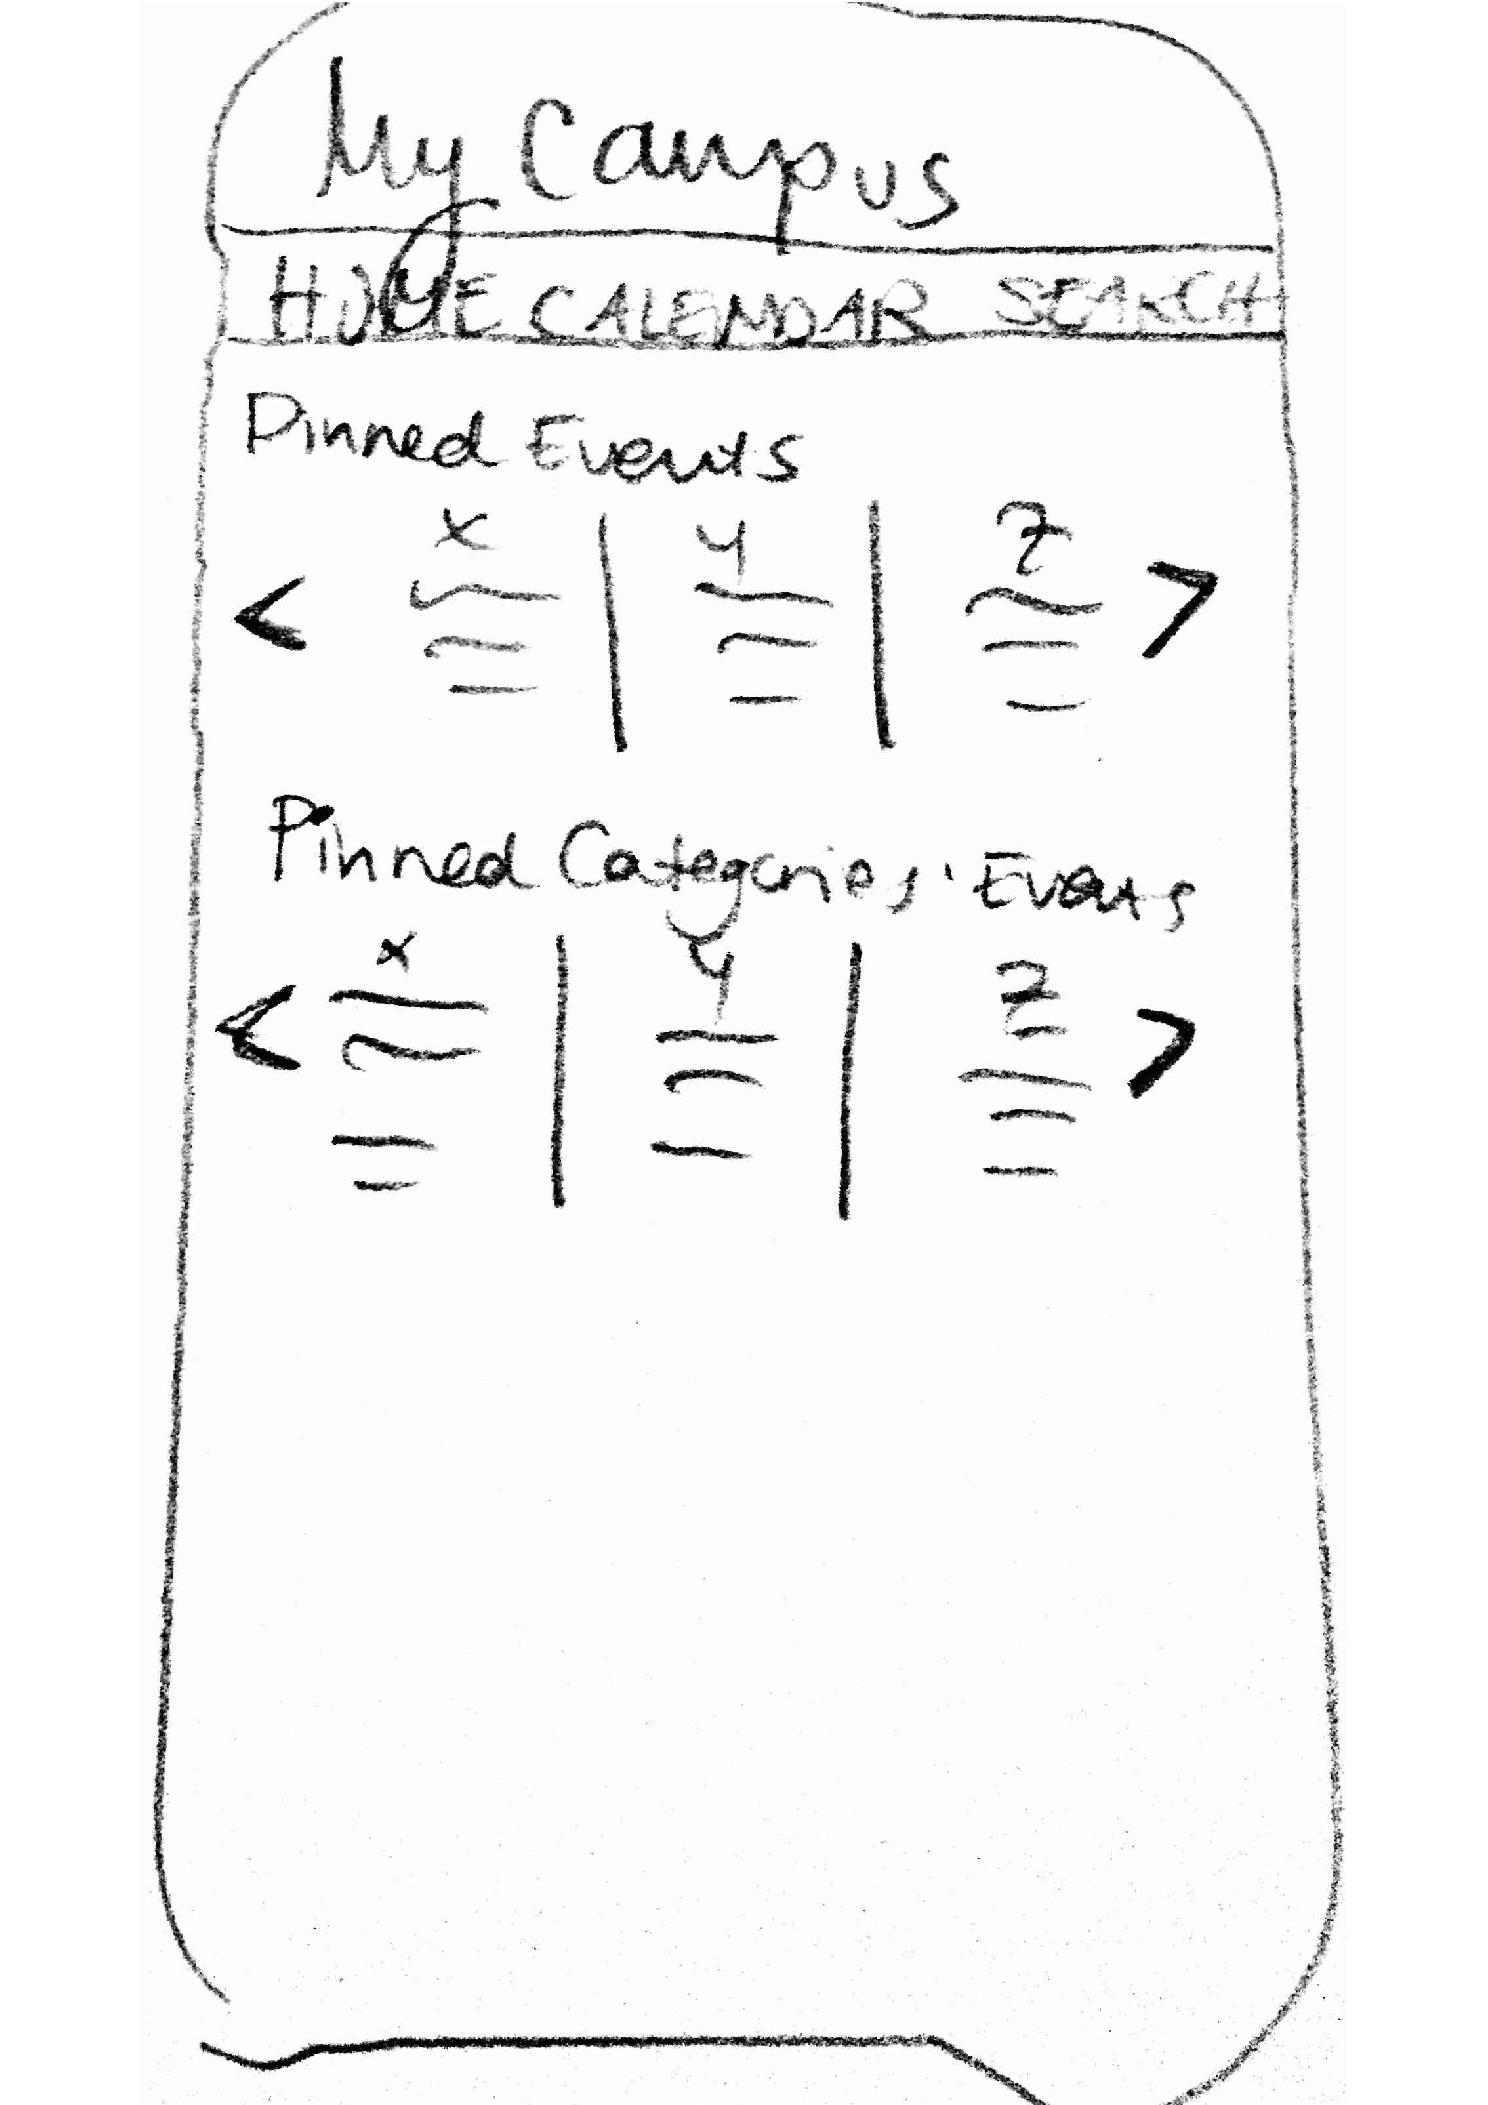 My Campus
HOME CALENDAR SEARCH
Pinned Events
< x | y | z >
Pinned Categories' Events
< x | y | z >